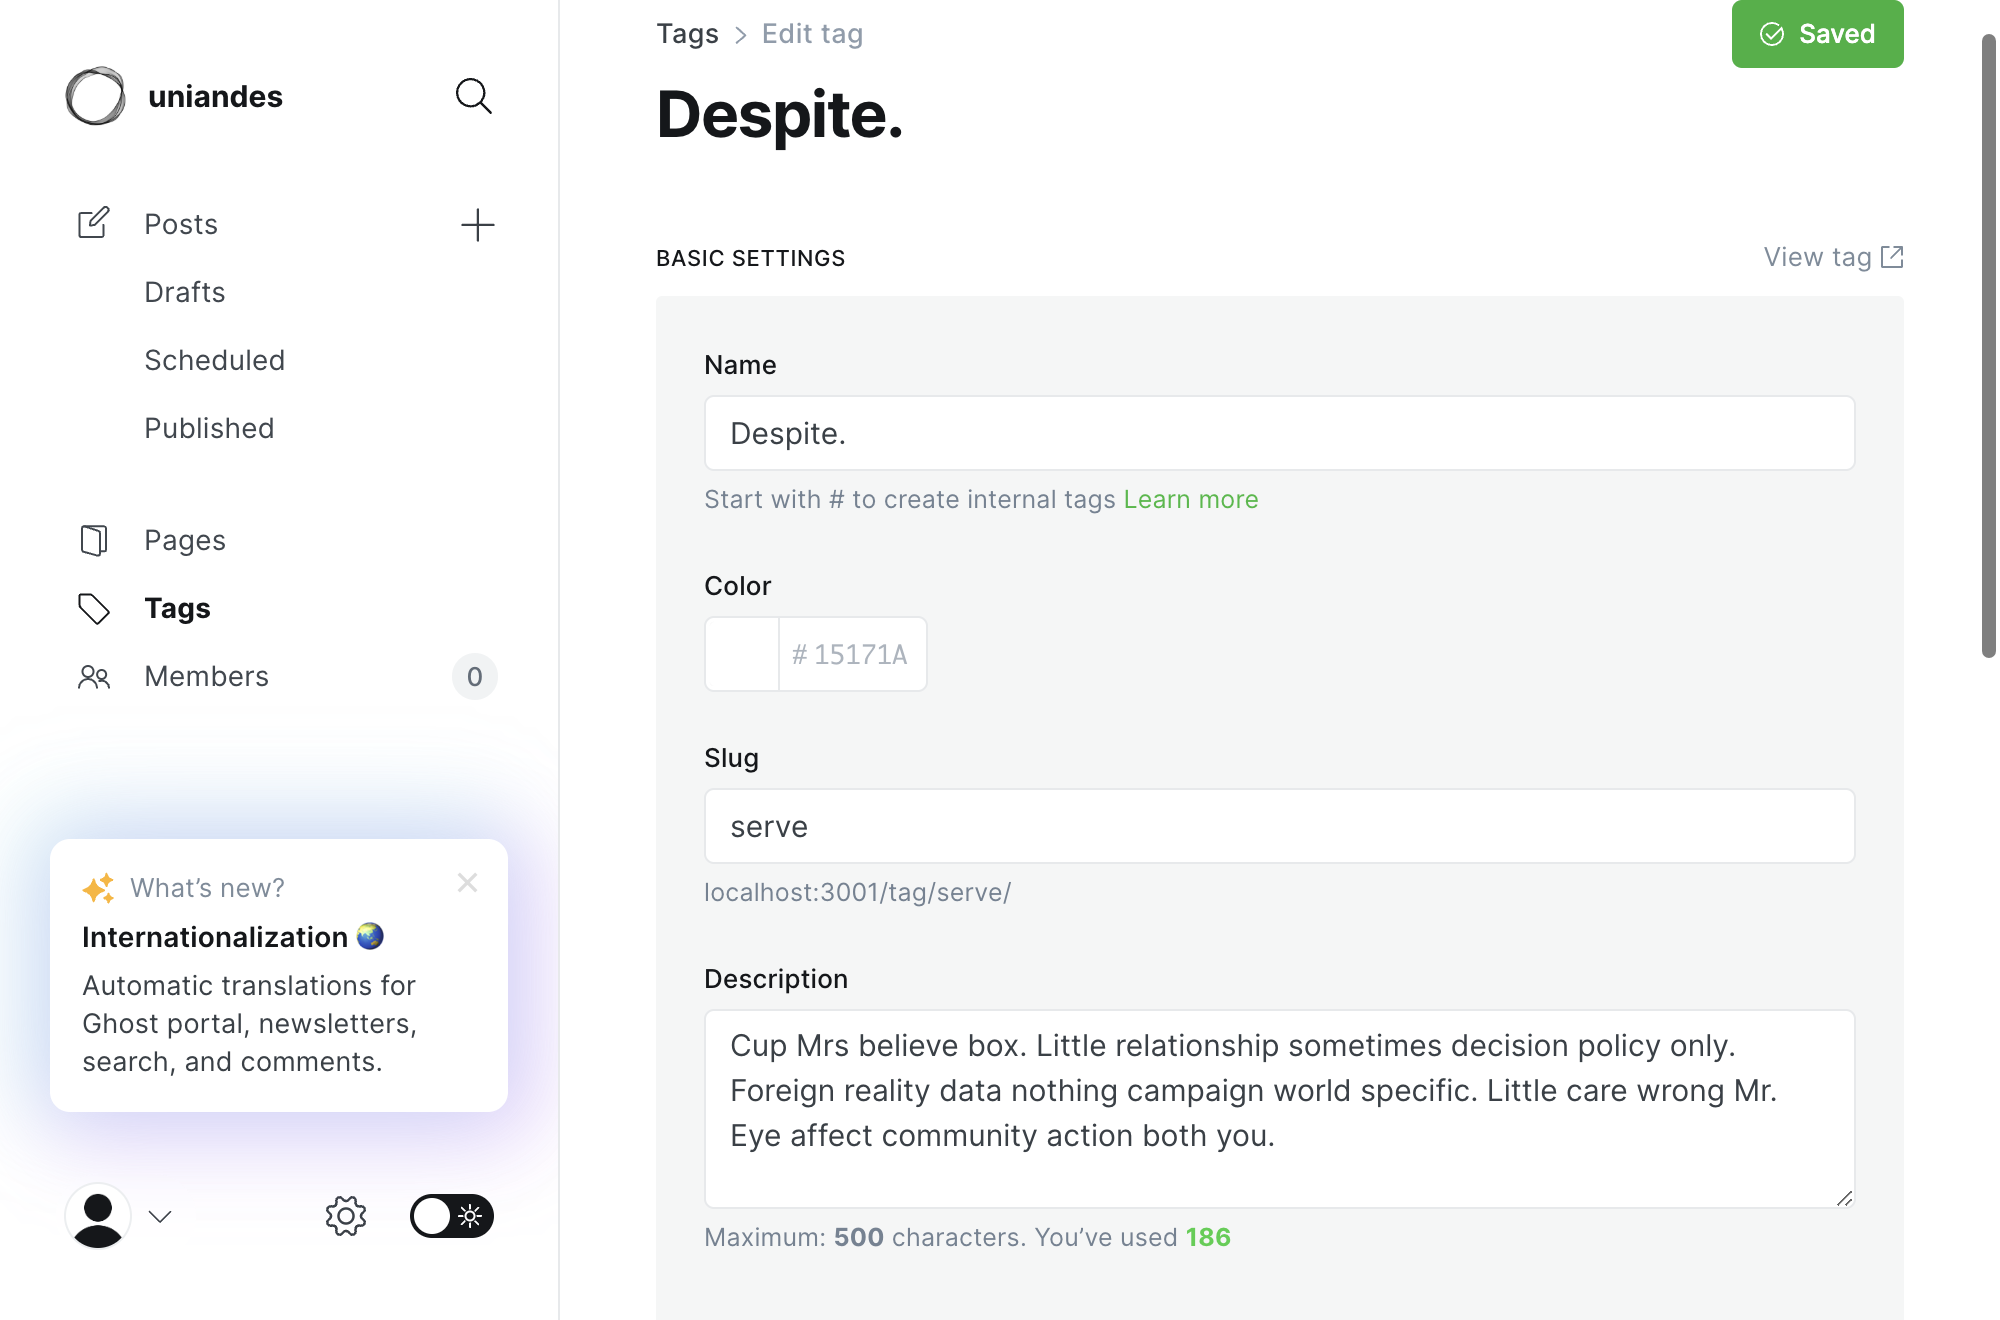 uniandes
Posts
Drafts
Scheduled
Published
Pages
Tags
Members
0
What’s new?
Internationalization
Automatic translations for
Ghost portal, newsletters,
search, and comments.
Tags > Edit tag
Saved
Despite.
BASIC SETTINGS
View tag
Name
Despite.
Start with # to create internal tags Learn more
Color
# 15171A
Slug
serve
localhost:3001/tag/serve/
Description
Cup Mrs believe box. Little relationship sometimes decision policy only.
Foreign reality data nothing campaign world specific. Little care wrong Mr.
Eye affect community action both you.
Maximum: 500 characters. You’ve used 186